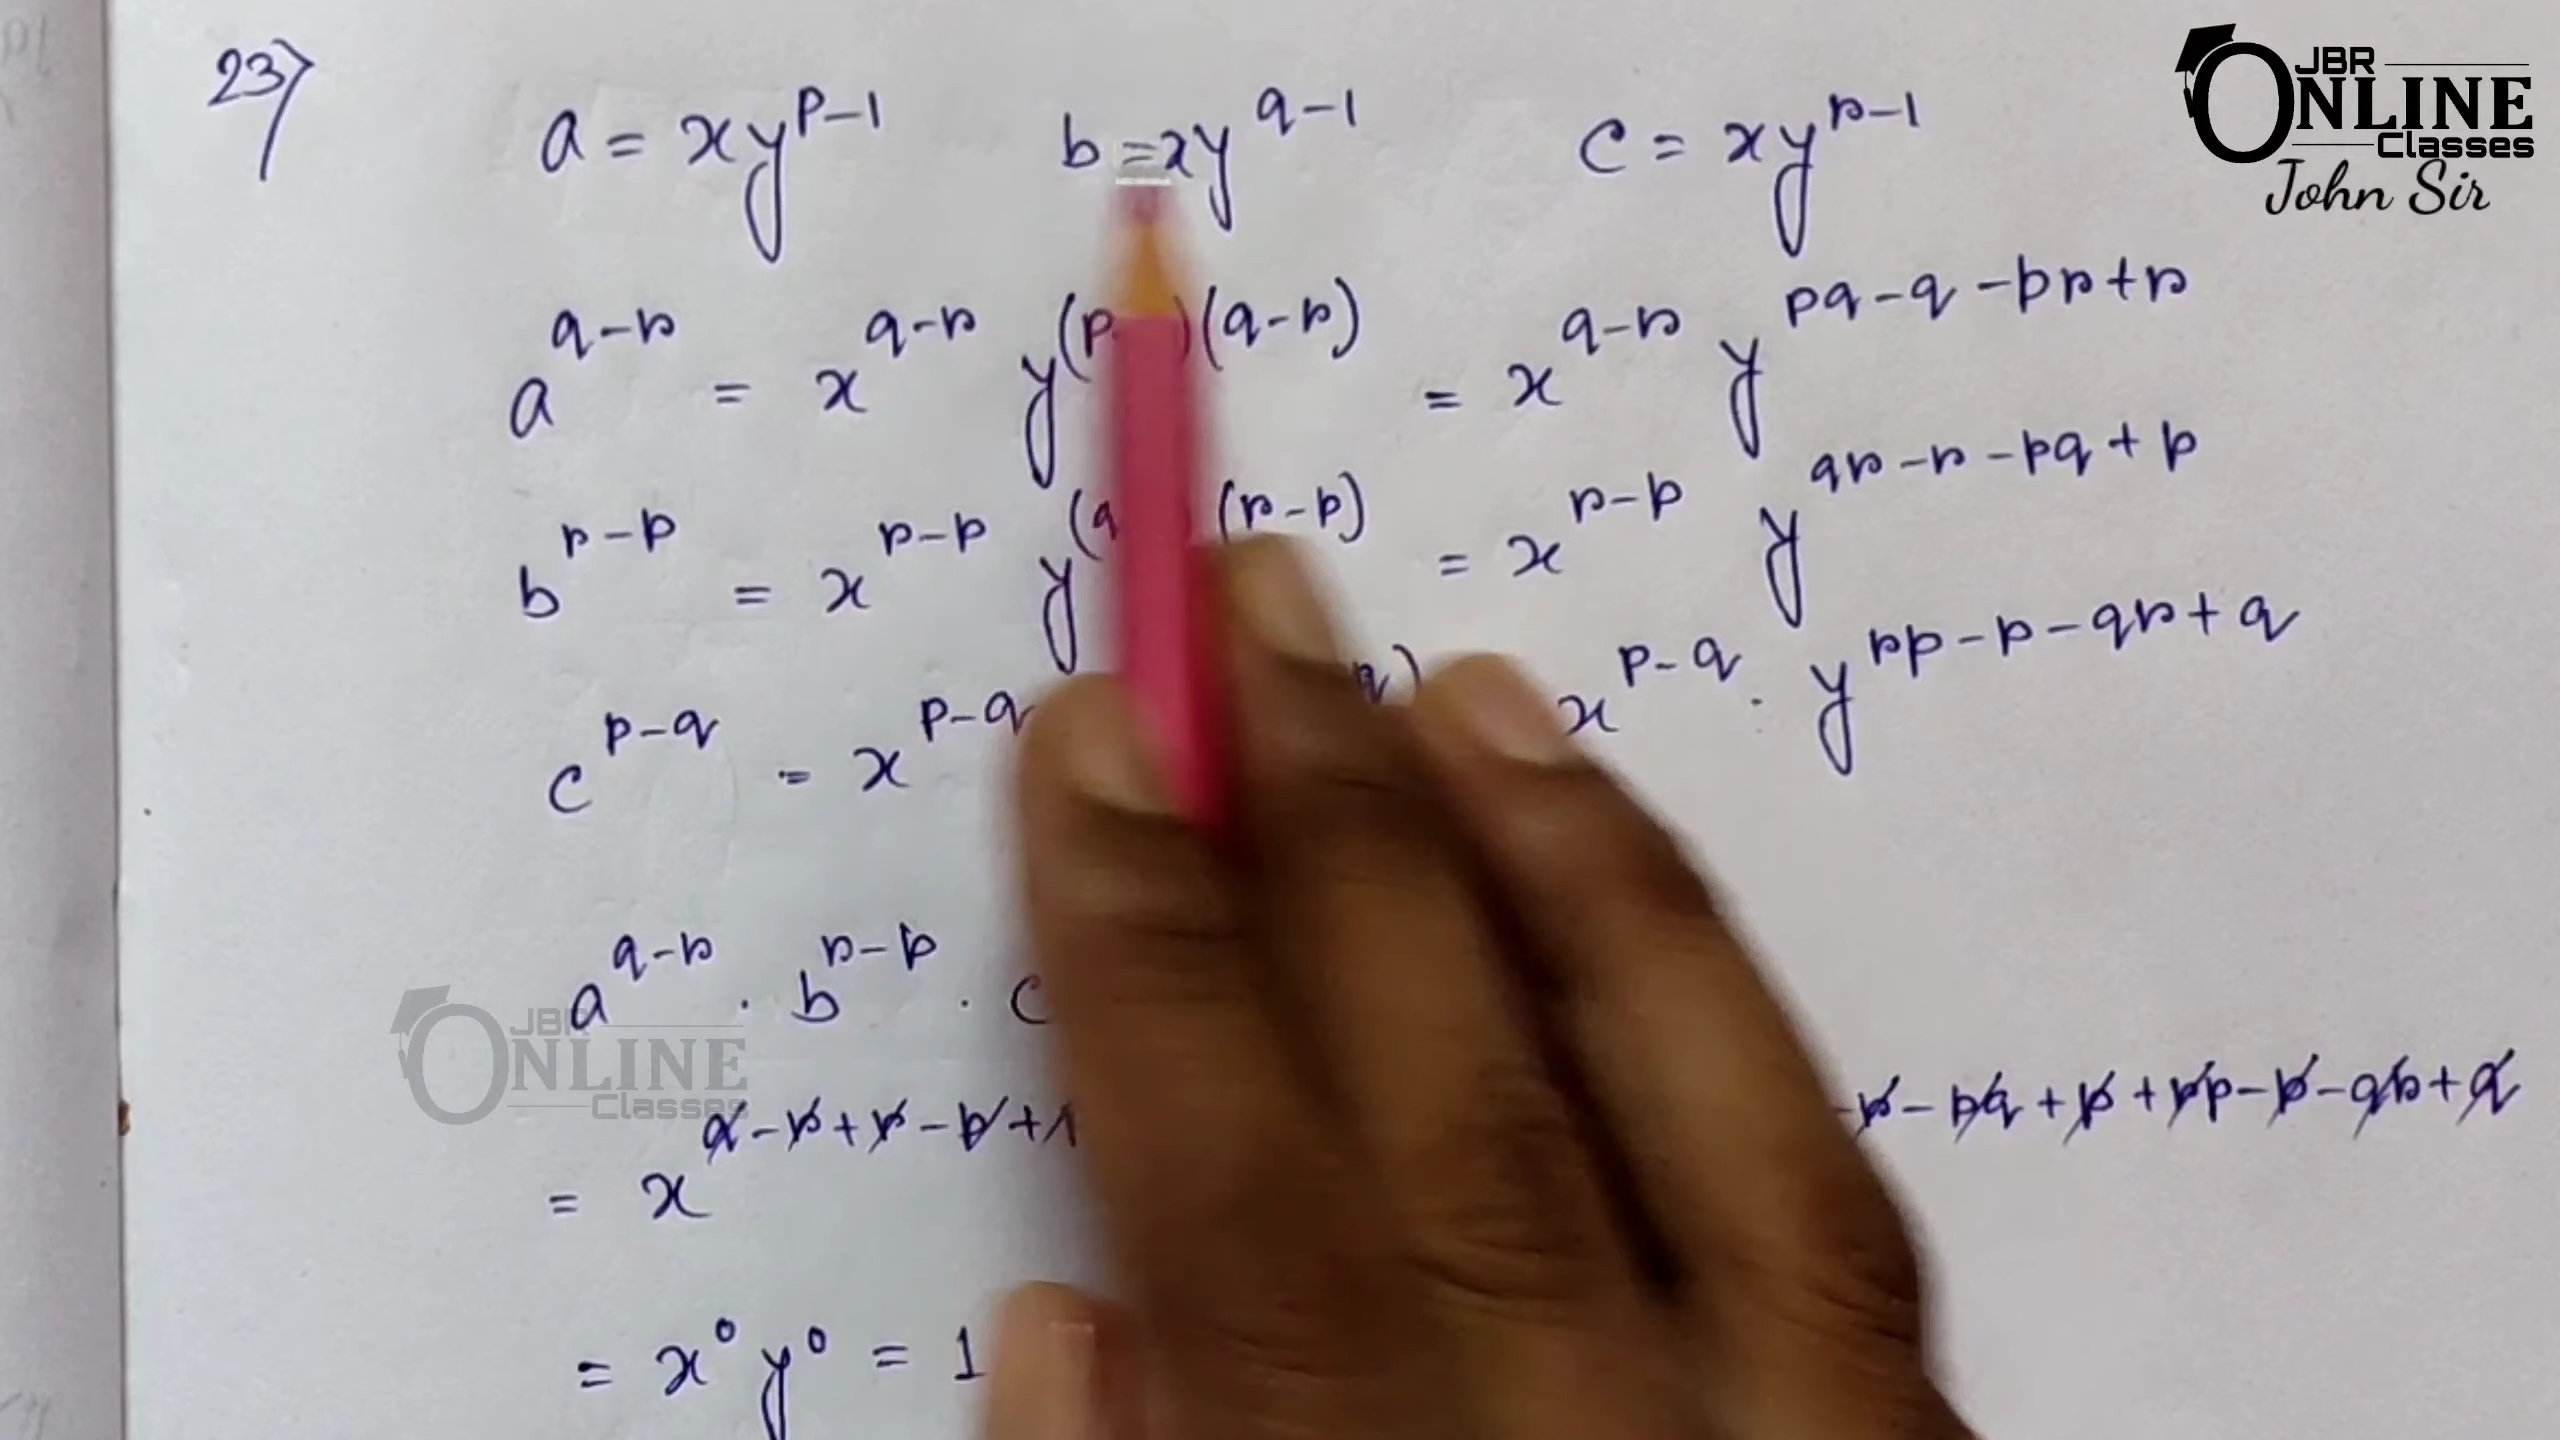 JBR
ONLINE
Classes
John Sir
23)
a = xy^{p-1} b = xy^{q-1} c = xy^{r-1}
a^{q-r} = x^{q-r} y^{(p )(q-r)} = x^{q-r} y^{pq-q-pr+r}
b^{r-p} = x^{r-p} y^{(q (r-p)} = x^{r-p} y^{qr-r-pq+p}
c^{p-q} = x^{p-q} q) x^{p-q} . y^{rp-p-qr+q}
a^{q-r} . b^{r-p} . c
JBR
ONLINE
Classes
= x^{q-r+r-p+ -r-pq+p+rp-p-qr+q}
= x^0 y^0 = 1